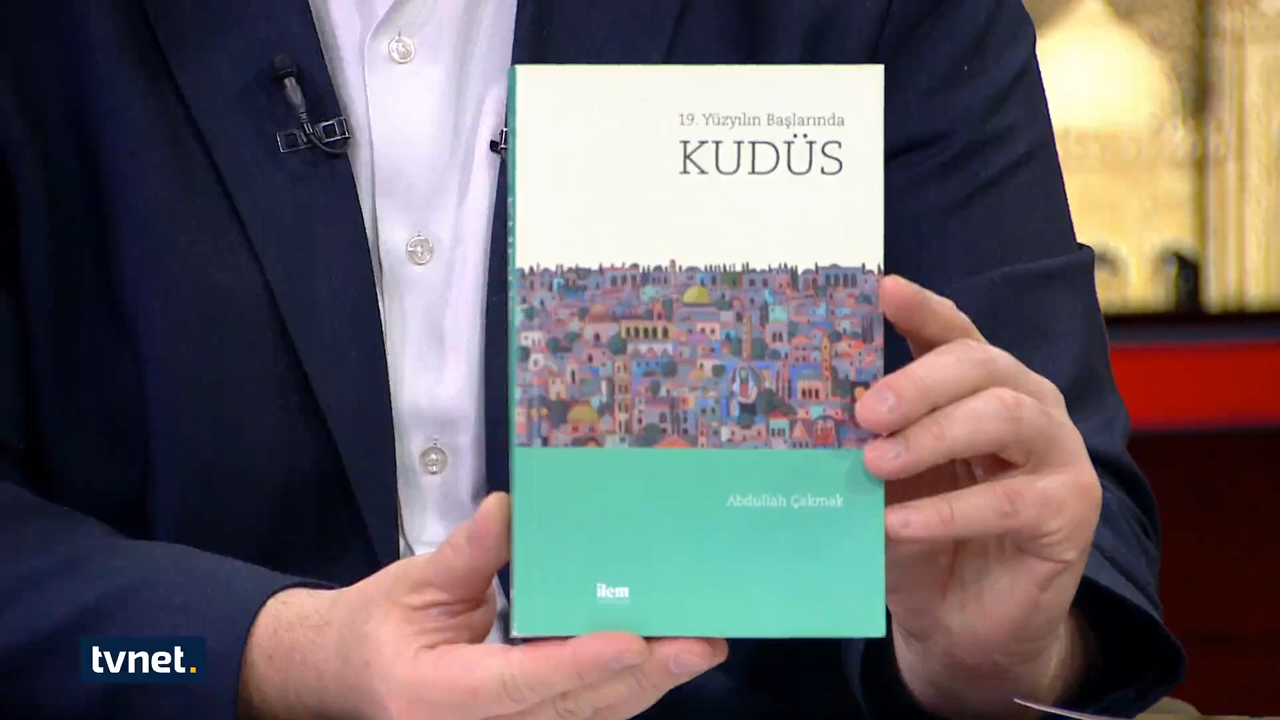 19. Yüzyılın Başlarında
KUDÜS
Abdullah Çakmak
ilem
tvnet.